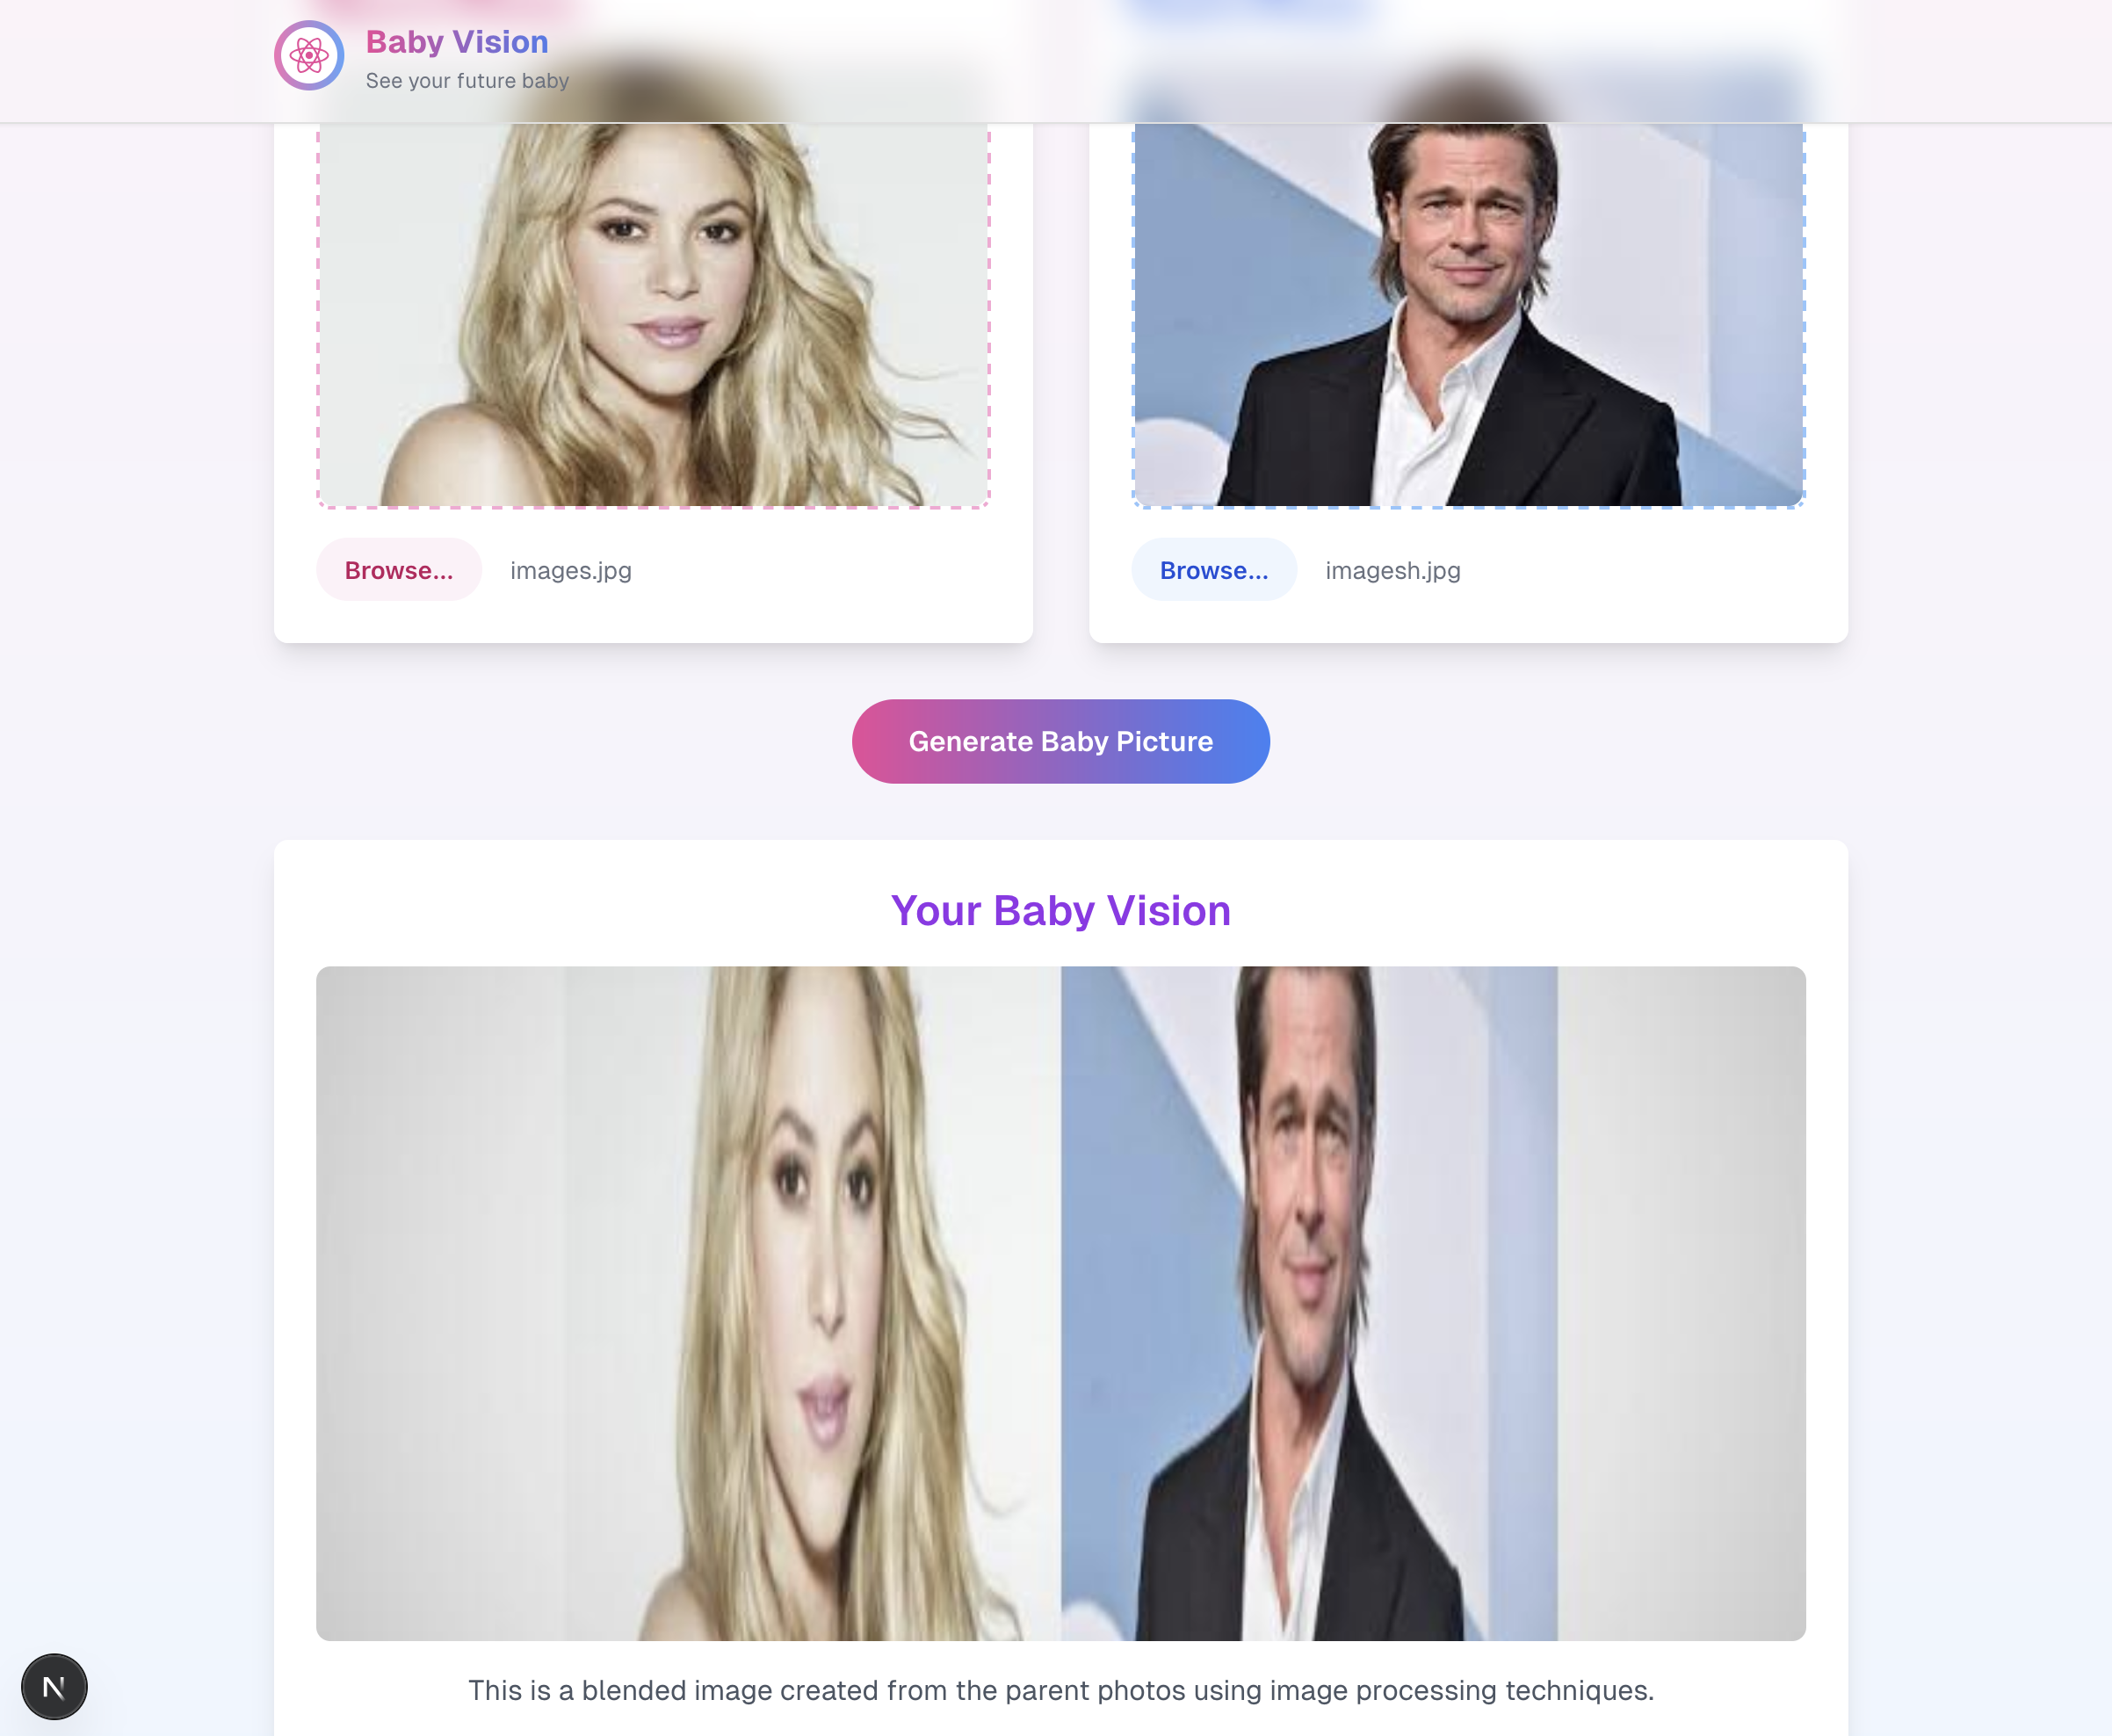 Baby Vision
See your future baby
Browse...
images.jpg
Browse...
imagesh.jpg
Generate Baby Picture
Your Baby Vision
This is a blended image created from the parent photos using image processing techniques.
N